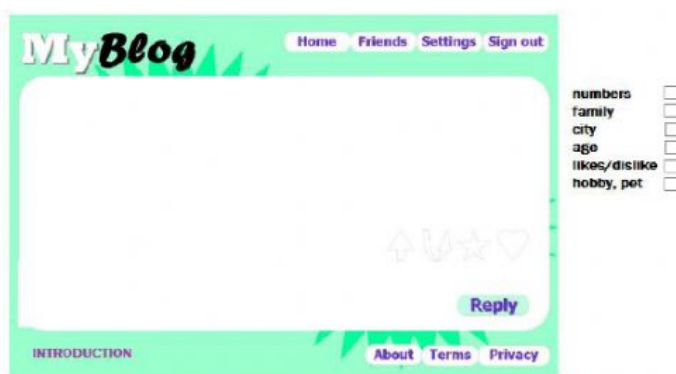 MyBlog
Home Friends Settings Sign out
numbers
family
city
age
likes/dislike
hobby, pet
Reply
INTRODUCTION
About Terms Privacy